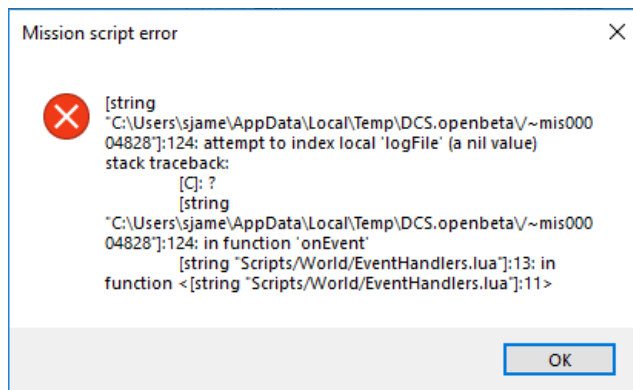 Mission script error
[string
"C:\Users\sjame\AppData\Local\Temp\DCS.openbeta\/~mis000
04828"]:124: attempt to index local 'logFile' (a nil value)
stack traceback:
[C]: ?
[string
"C:\Users\sjame\AppData\Local\Temp\DCS.openbeta\/~mis000
04828"]:124: in function 'onEvent'
[string "Scripts/World/EventHandlers.lua"]:13: in
function <[string "Scripts/World/EventHandlers.lua"]:11>
OK